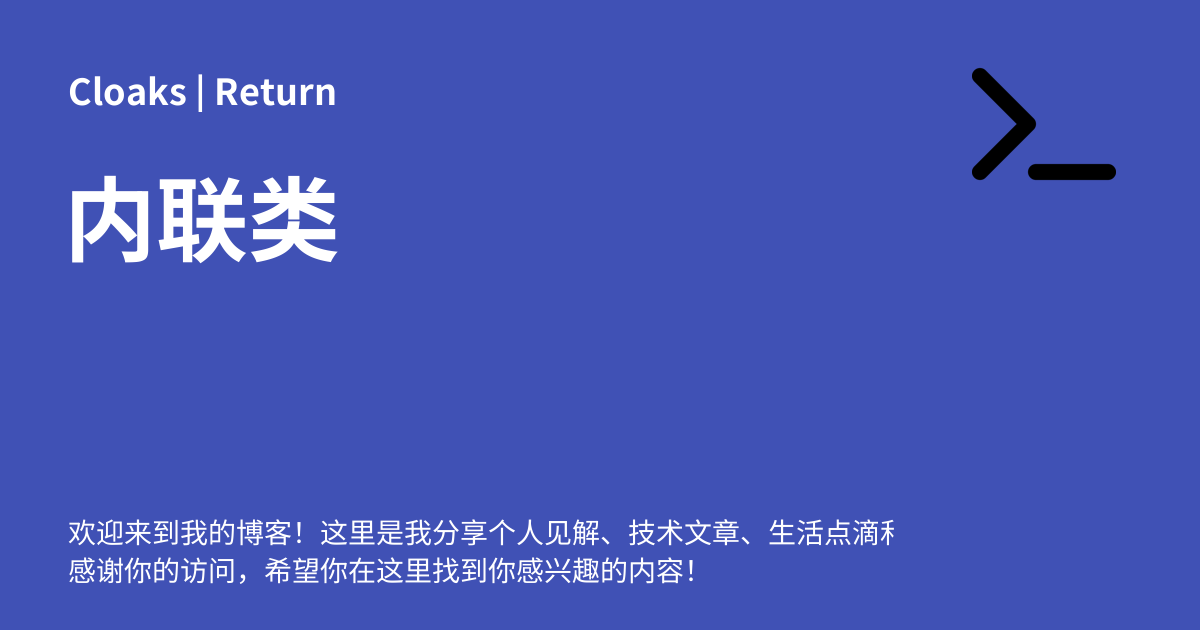 Cloaks | Return
内联类
欢迎来到我的博客！这里是我分享个人见解、技术文章、生活点滴
感谢你的访问，希望你在这里找到你感兴趣的内容！